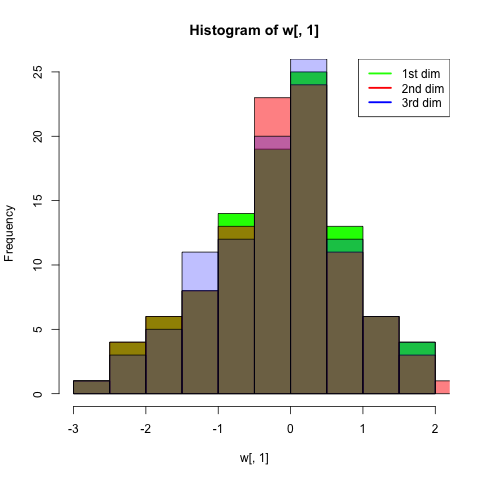 Histogram of w[, 1]
1st dim
2nd dim
3rd dim
Frequency
25
20
15
10
5
0
-3 -2 -1 0 1 2
w[, 1]